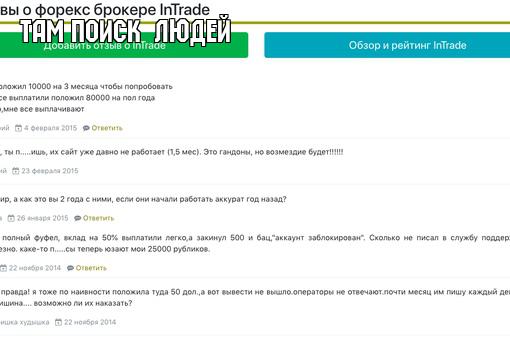 вы о форекс брокере InTrade
ТАМ ПОИСК ЛЮДЕЙ
Добавить отзыв о InTrade
Обзор и рейтинг InTrade
оложил 10000 на 3 месяца чтобы попробовать
се выплатили положил 80000 на пол года
о,мне все выплачивают
ий 4 февраля 2015 Ответить
, ты п.....ишь, их сайт уже давно не работает (1,5 мес). Это гандоны, но возмездие будет!!!!!!
ий 23 февраля 2015
ир, а как это вы 2 года с ними, если они начали работать аккурат год назад?
а 26 января 2015 Ответить
полный фуфел, вклад на 50% выплатили легко,а закинул 500 и бац,"аккаунт заблокирован". Сколько не писал в службу поддер
езно. каке-то п.....сы теперь юзают мои 25000 рубликов.
22 ноября 2014 Ответить
правда! я тоже по наивности положила туда 50 дол.,а вот вывести не вышло.операторы не отвечают.почти месяц им пишу каждый де
ишина.... возможно ли их наказать?
ишка худышка 22 ноября 2014